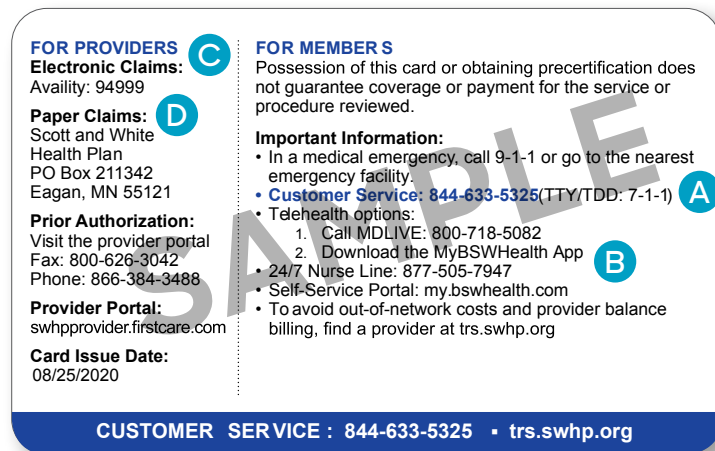 FOR PROVIDERS
Electronic Claims:
Availity: 94999
C
Paper Claims:
D
Scott and White
Health Plan
PO Box 211342
Eagan, MN 55121
Prior Authorization:
Visit the provider portal
Fax: 800-626-3042
Phone: 866-384-3488
Provider Portal:
swhpprovider.firstcare.com
Card Issue Date:
08/25/2020
FOR MEMBERS
Possession of this card or obtaining precertification does
not guarantee coverage or payment for the service or
procedure reviewed.
Important Information:
• In a medical emergency, call 9-1-1 or go to the nearest
emergency facility.
• Customer Service: 844-633-5325(TTY/TDD: 7-1-1)
A
• Telehealth options:
1. Call MDLIVE: 800-718-5082
2. Download the MyBSWHealth App
B
• 24/7 Nurse Line: 877-505-7947
• Self-Service Portal: my.bswhealth.com
• To avoid out-of-network costs and provider balance
billing, find a provider at trs.swhp.org
SAMPLE
CUSTOMER SERVICE: 844-633-5325 ▪ trs.swhp.org